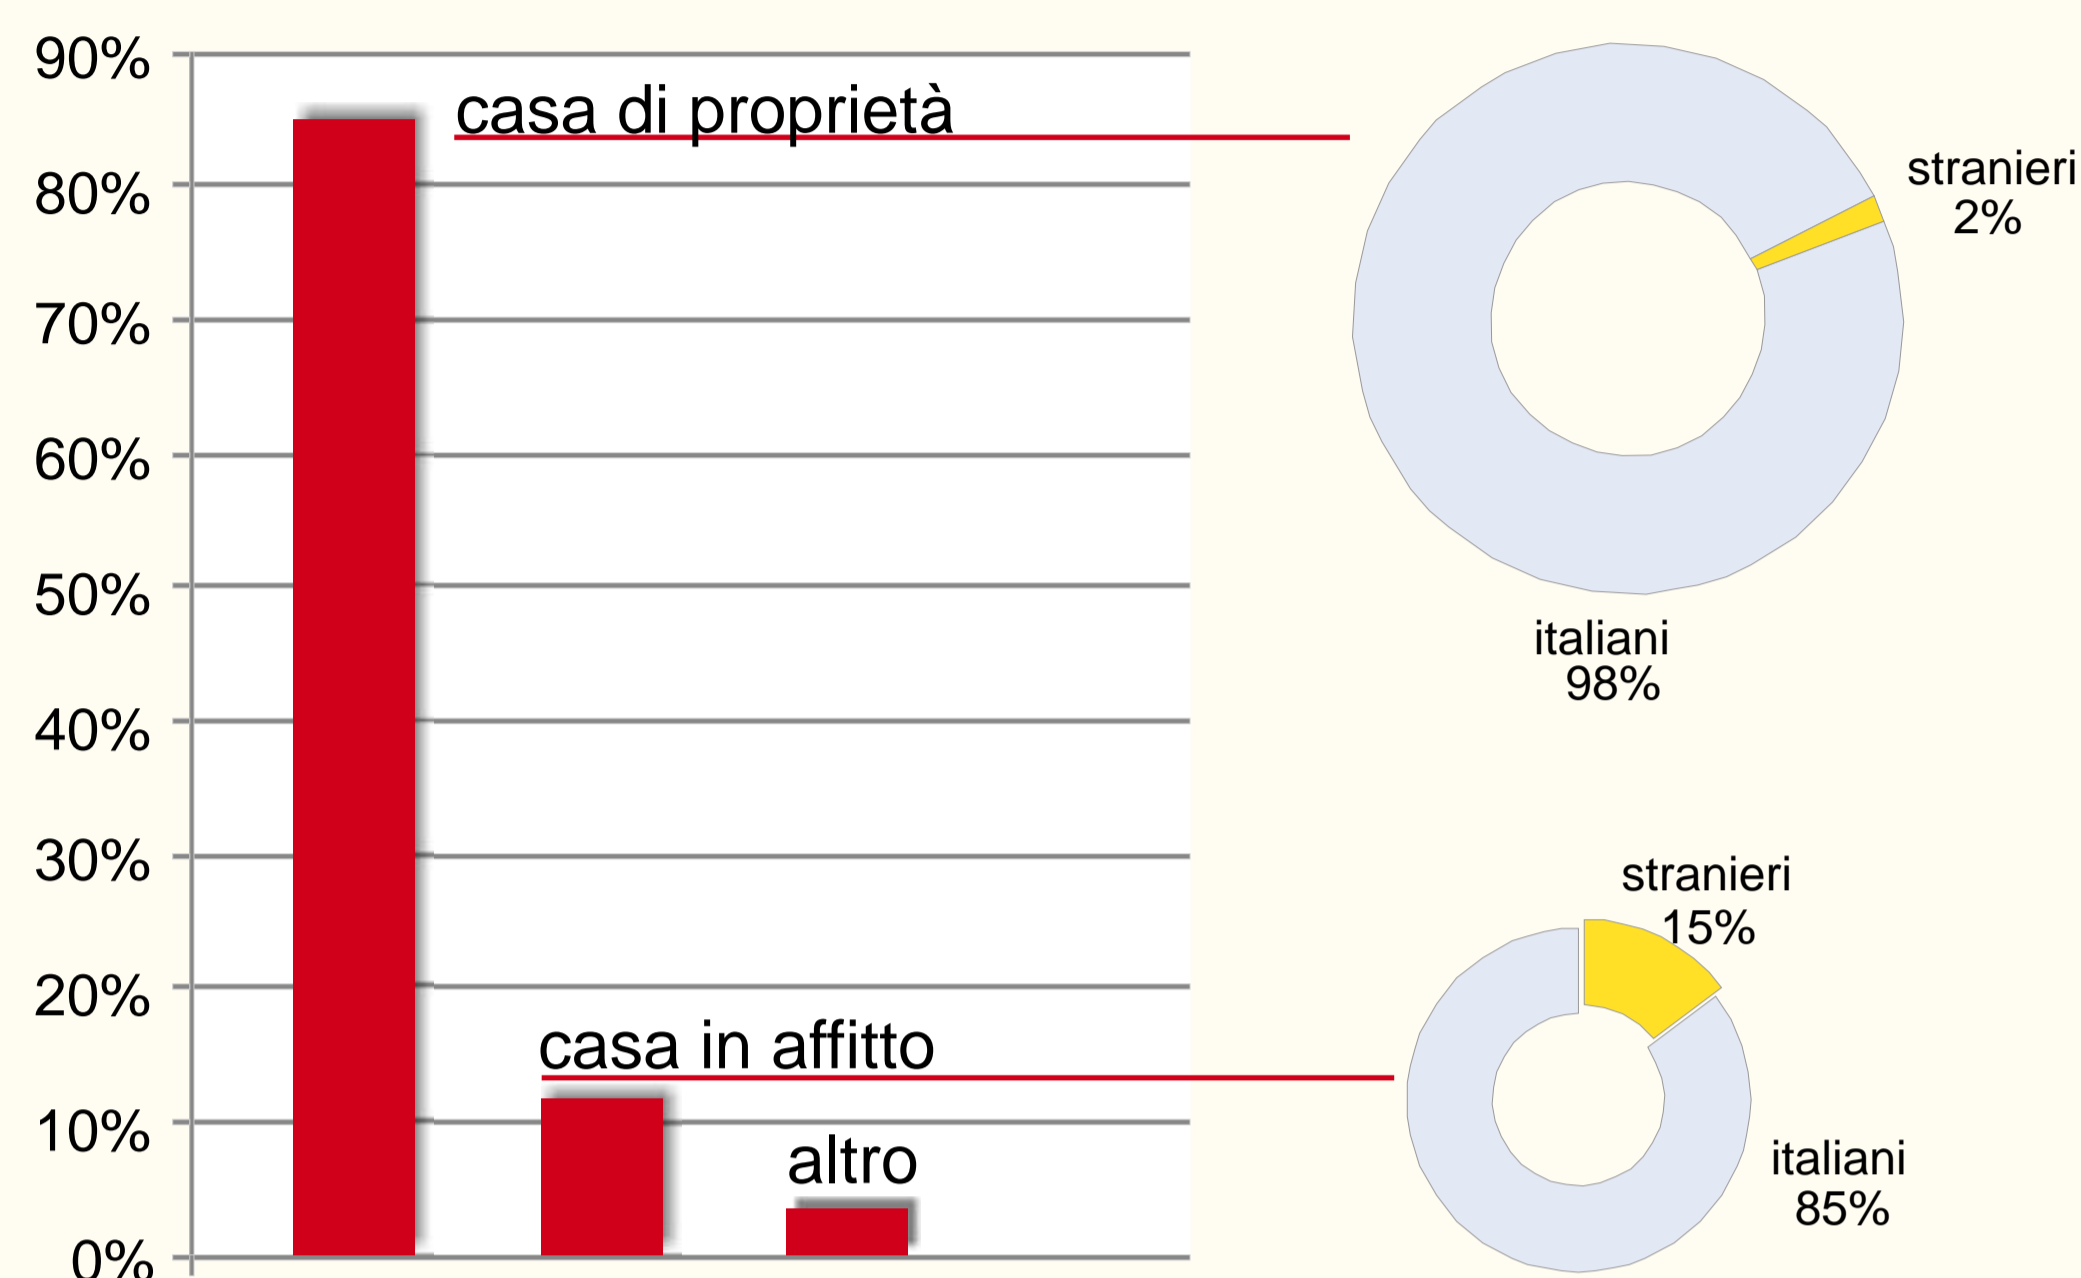 90%
casa di proprietà
80%
stranieri
2%
70%
60%
50%
italiani
98%
40%
30%
stranieri
15%
20%
casa in affitto
10%
altro
italiani
85%
0%